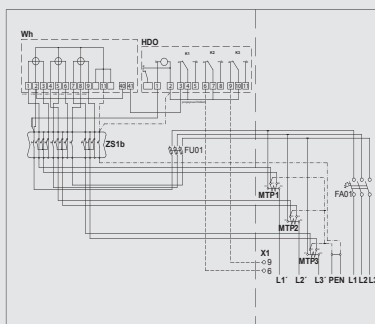 Wh
HDO
K1 K2 K3
1 2 3 4 5 6 7 8 9 11 40 41
1 2 3 4 5 6 7 8 9 10 11
ZS1b
FU01
MTP1
MTP2
MTP3
FA01
X1
9
6
L1´ L2´ L3´ PEN L1 L2 L3